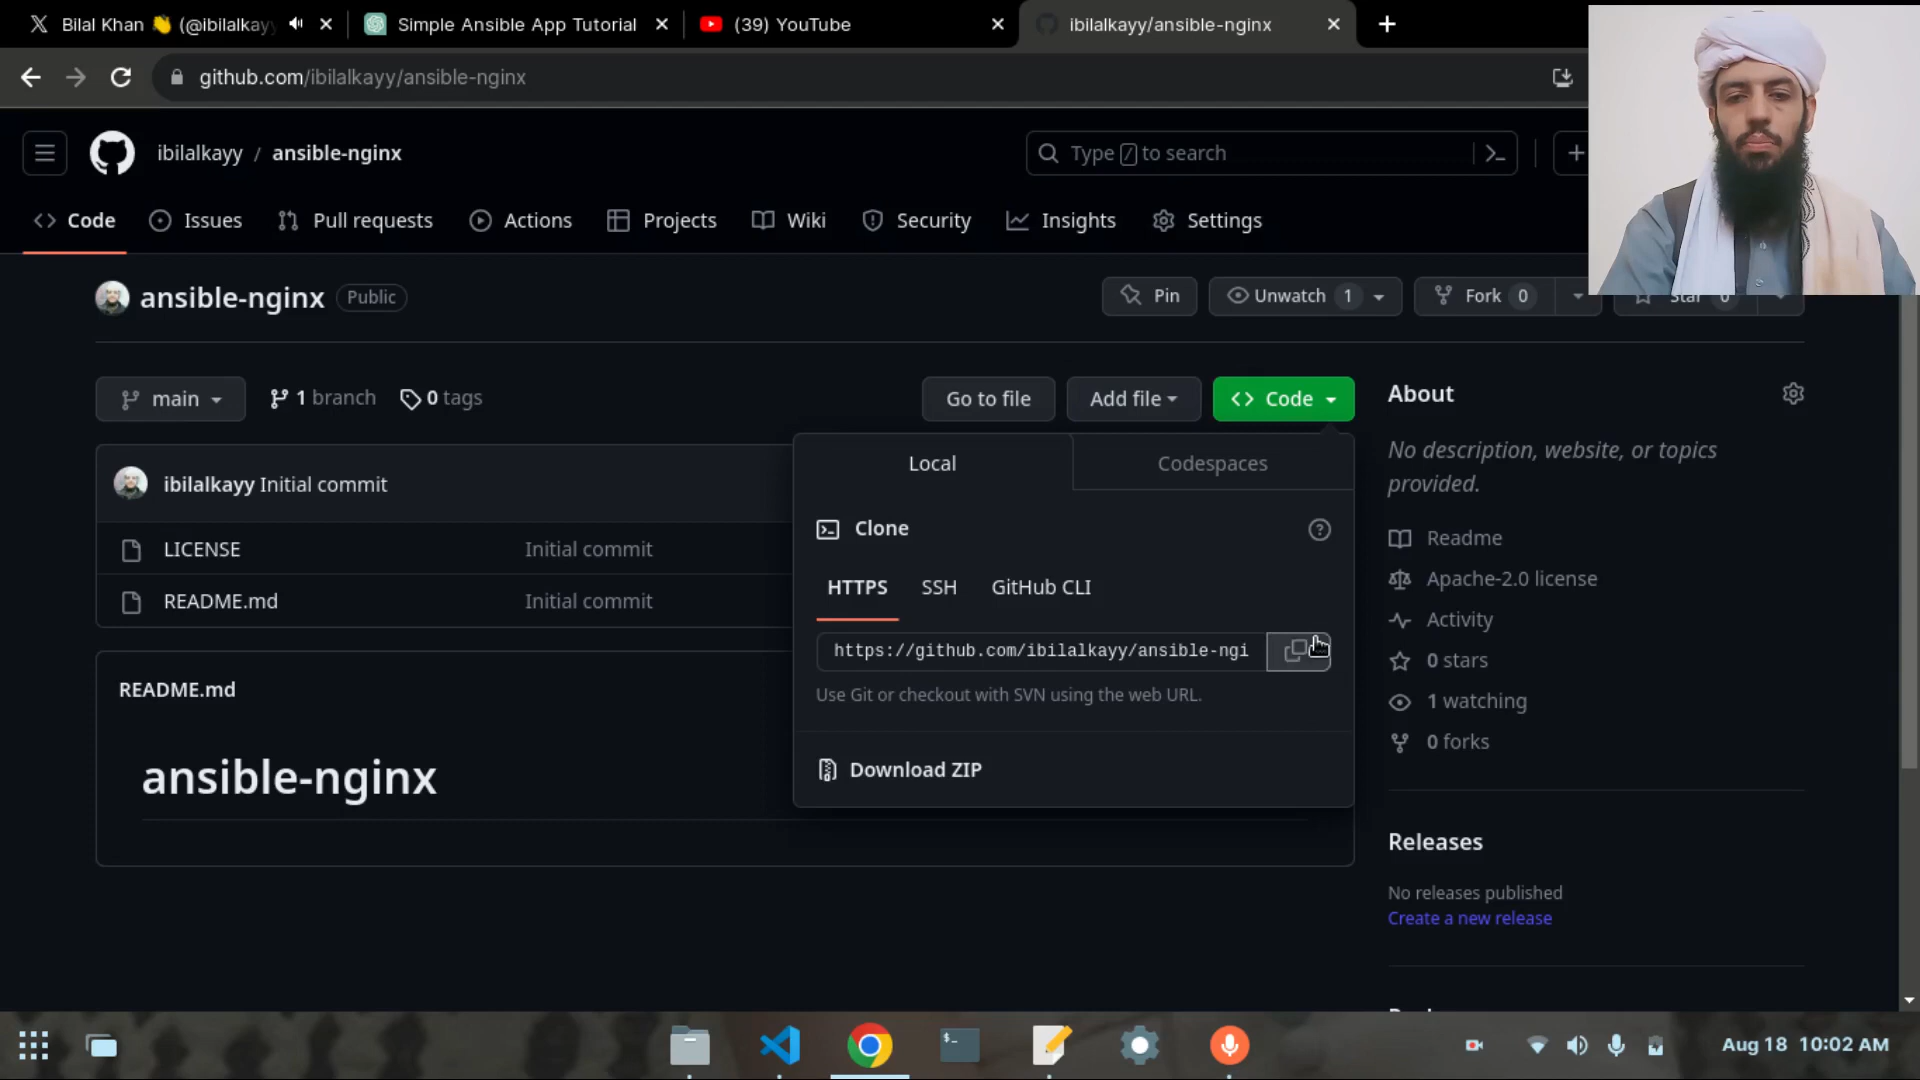 Bilal Khan 👋 (@ibilalkay
Simple Ansible App Tutorial
(39) YouTube
ibilalkayy/ansible-nginx
github.com/ibilalkayy/ansible-nginx
ibilalkayy / ansible-nginx
Type / to search
Code
Issues
Pull requests
Actions
Projects
Wiki
Security
Insights
Settings
ansible-nginx Public
Pin
Unwatch 1
Fork 0
Star 0
main
1 branch
0 tags
Go to file
Add file
Code
ibilalkayy Initial commit
LICENSE Initial commit
README.md Initial commit
README.md
ansible-nginx
Local
Codespaces
Clone
HTTPS
SSH
GitHub CLI
https://github.com/ibilalkayy/ansible-ngi
Use Git or checkout with SVN using the web URL.
Download ZIP
About
No description, website, or topics
provided.
Readme
Apache-2.0 license
Activity
0 stars
1 watching
0 forks
Releases
No releases published
Create a new release
Aug 18 10:02 AM